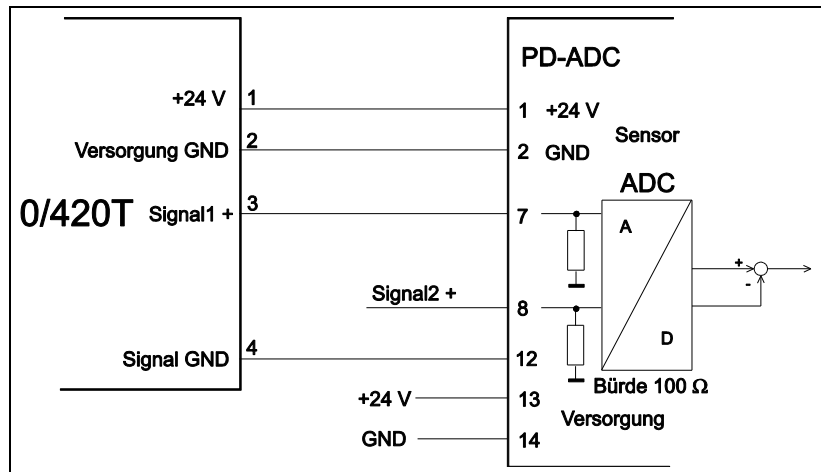 PD-ADC
+24 V 1 1 +24 V
Versorgung GND 2 2 GND
Sensor
ADC
0/420T Signal1 + 3 7
A
+
-
Signal2 + 8
D
Signal GND 4 12
Bürde 100 Ω
+24 V 13
Versorgung
GND 14